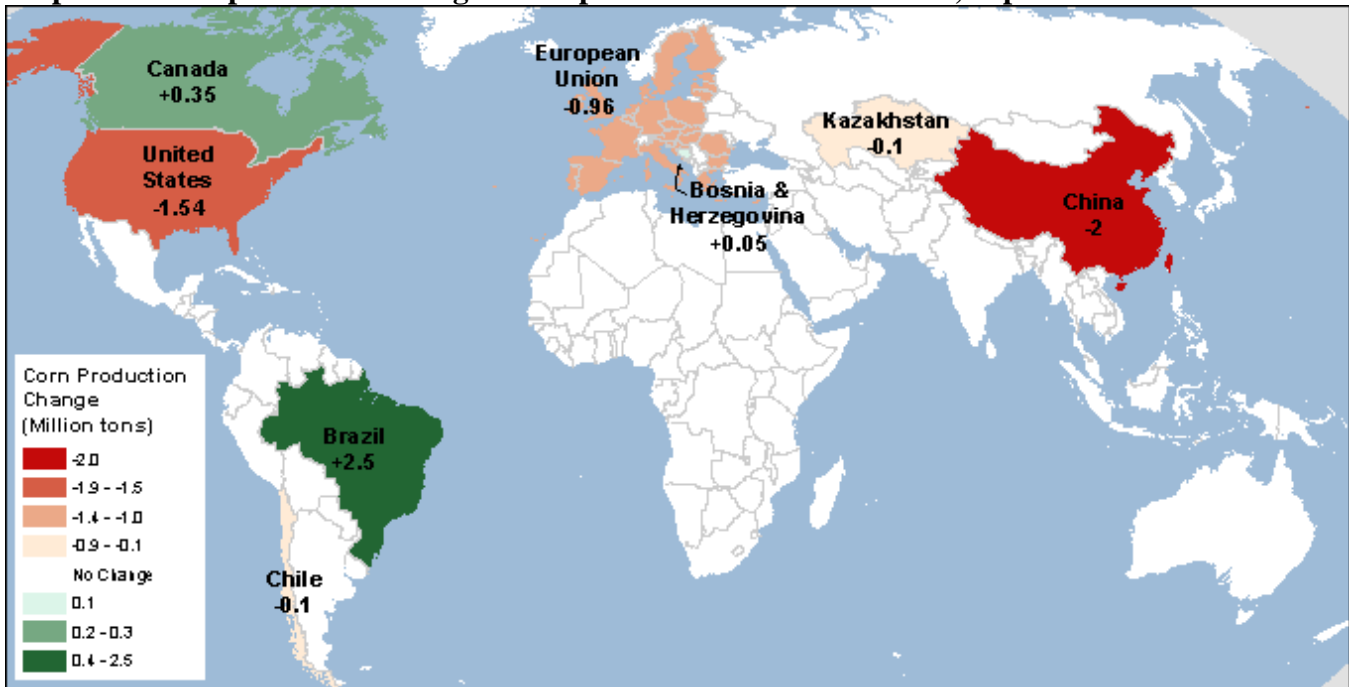 Canada
+0.35
European
Union
-0.96
Kazakhstan
-0.1
United
States
-1.54
Bosnia &
Herzegovina
+0.05
China
-2
Corn Production
Change
(Million tons)
-2.0
-1.9 - -1.5
-1.4 - -1.0
-0.9 - -0.1
No Change
0.1
0.2 - 0.3
0.4 - 2.5
Brazil
+2.5
Chile
-0.1